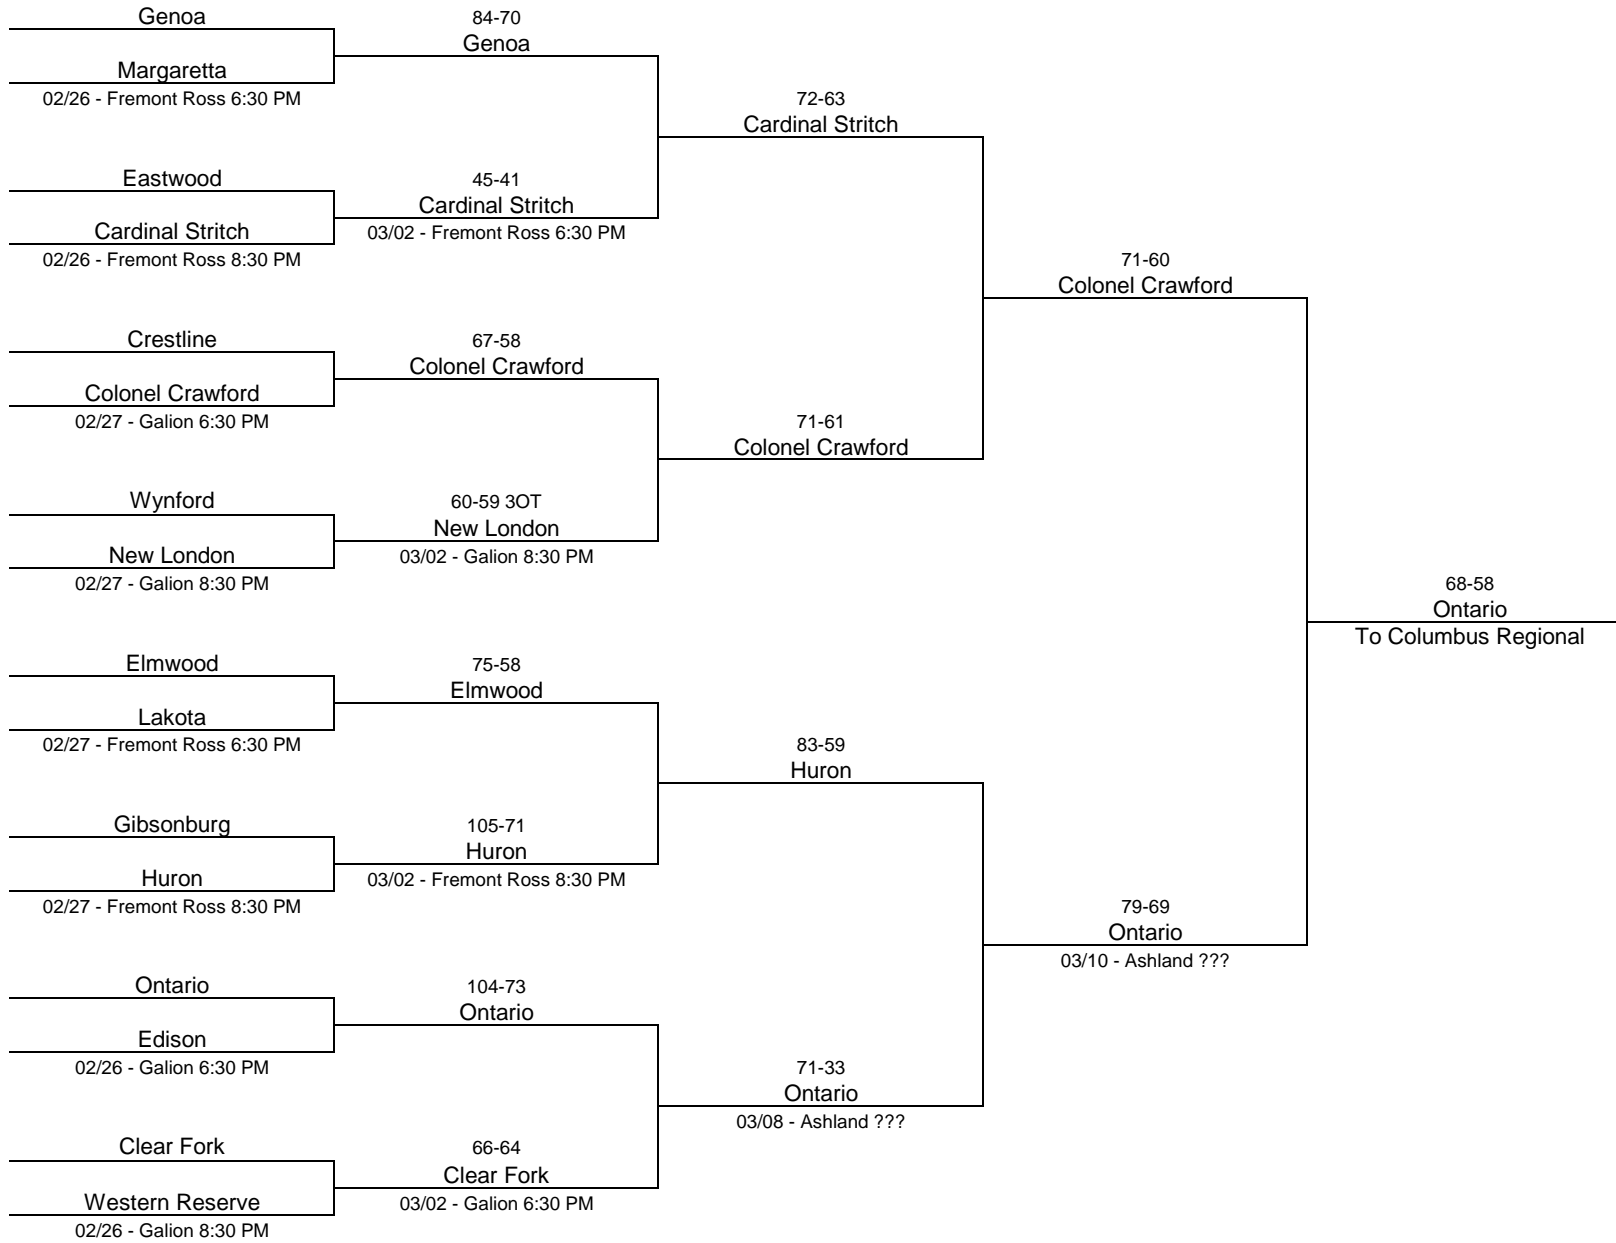 Genoa
Margaretta
02/26 - Fremont Ross 6:30 PM
Eastwood
Cardinal Stritch
02/26 - Fremont Ross 8:30 PM
Crestline
Colonel Crawford
02/27 - Galion 6:30 PM
Wynford
New London
02/27 - Galion 8:30 PM
Elmwood
Lakota
02/27 - Fremont Ross 6:30 PM
Gibsonburg
Huron
02/27 - Fremont Ross 8:30 PM
Ontario
Edison
02/26 - Galion 6:30 PM
Clear Fork
Western Reserve
02/26 - Galion 8:30 PM
84-70
Genoa
45-41
Cardinal Stritch
03/02 - Fremont Ross 6:30 PM
67-58
Colonel Crawford
60-59 3OT
New London
03/02 - Galion 8:30 PM
75-58
Elmwood
105-71
Huron
03/02 - Fremont Ross 8:30 PM
104-73
Ontario
66-64
Clear Fork
03/02 - Galion 6:30 PM
72-63
Cardinal Stritch
71-61
Colonel Crawford
83-59
Huron
71-33
Ontario
03/08 - Ashland ???
71-60
Colonel Crawford
79-69
Ontario
03/10 - Ashland ???
68-58
Ontario
To Columbus Regional